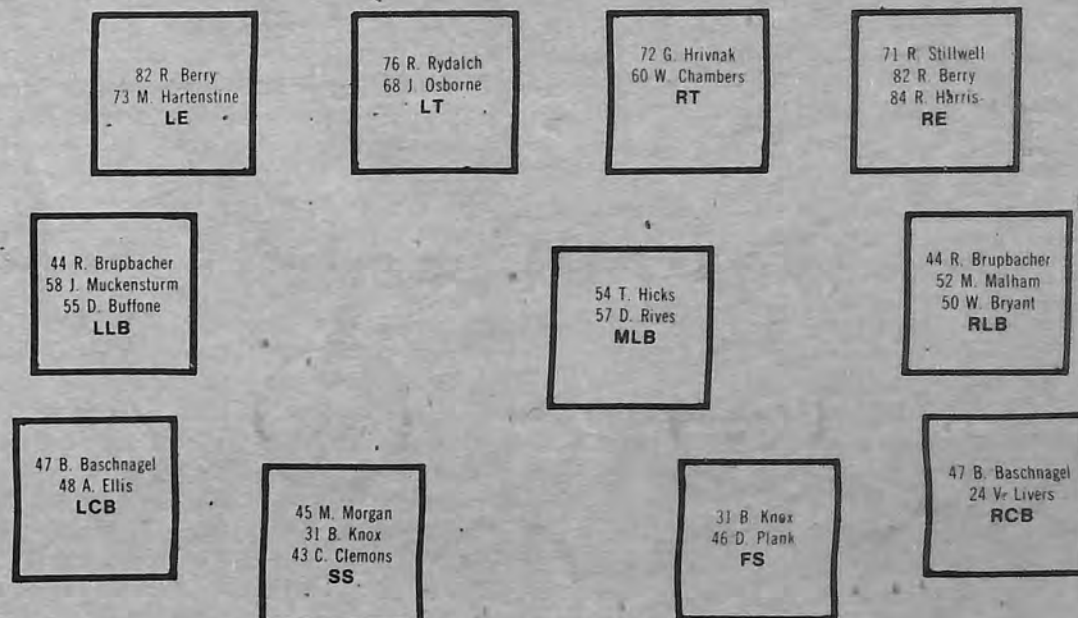 82 R. Berry
73 M. Hartenstine
LE
76 R. Rydalch
68 J. Osborne
LT
72 G. Hrivnak
60 W. Chambers
RT
71 R. Stillwell
82 R. Berry
84 R. Harris
RE
44 R. Brupbacher
58 J. Muckensturm
55 D. Buffone
LLB
54 T. Hicks
57 D. Rives
MLB
44 R. Brupbacher
52 M. Malham
50 W. Bryant
RLB
47 B. Baschnagel
48 A. Ellis
LCB
45 M. Morgan
31 B. Knox
43 C. Clemons
SS
31 B. Knox
46 D. Plank
FS
47 B. Baschnagel
24 V. Livers
RCB